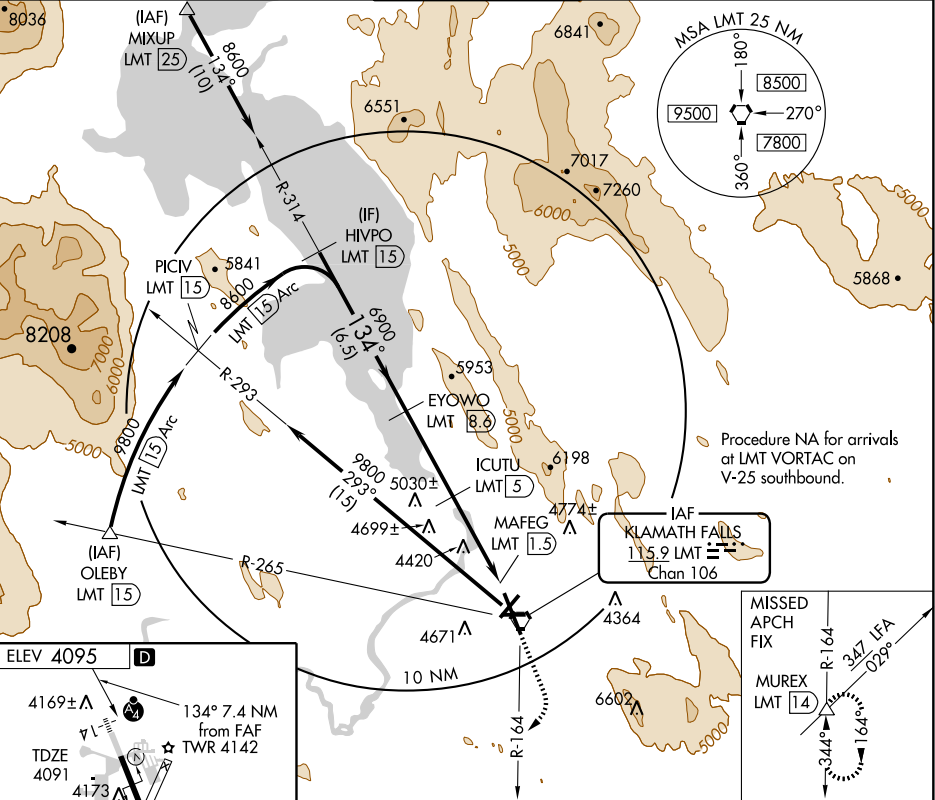 8036
(IAF)
MIXUP
LMT 25
8600
134°
(10)
6841
MSA LMT 25 NM
180°
8500
9500
270°
7800
360°
6551
7017
7260
6000
5000
5000
R-314
(IF)
HIVPO
LMT 15
PICIV
LMT 15
5841
8600
LMT 15 Arc
5868
8208
7000
6000
6900
134°
(6.5)
R-293
5953
EYOWO
LMT 8.6
5000
9800
LMT 15 Arc
5000
Procedure NA for arrivals
at LMT VORTAC on
V-25 southbound.
9800
293°
(15)
ICUTU
LMT 5
6198
5030±
4774±
4699±
MAFEG
LMT 1.5
4420
IAF
KLAMATH FALLS
115.9 LMT
Chan 106
(IAF)
OLEBY
LMT 15
R-265
4364
4671
10 NM
R-164
6602
5000
MISSED
APCH
FIX
R-164
347 LFA
029°
MUREX
LMT 14
344°
164°
ELEV 4095
D
4169±
A4
134° 7.4 NM
from FAF
14
TWR 4142
TDZE
4091
4173